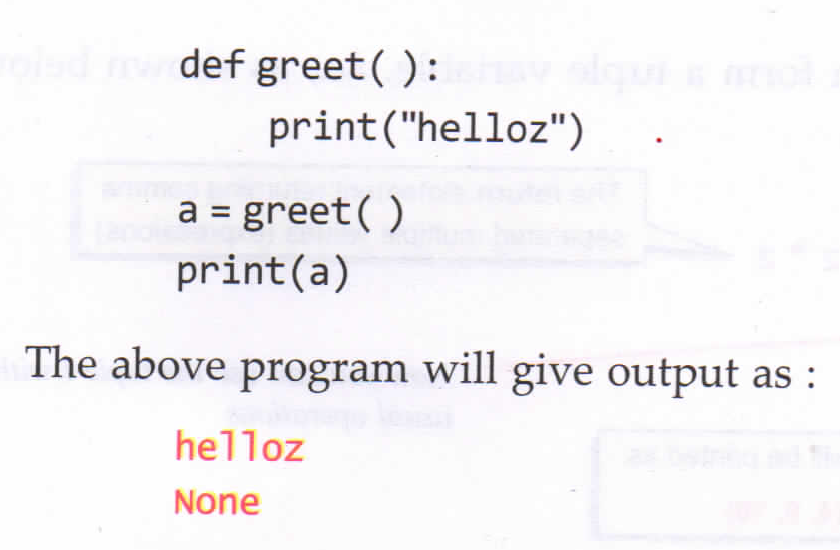 def greet( ):
print("helloz")
a = greet( )
print(a)
The above program will give output as :
helloz
None